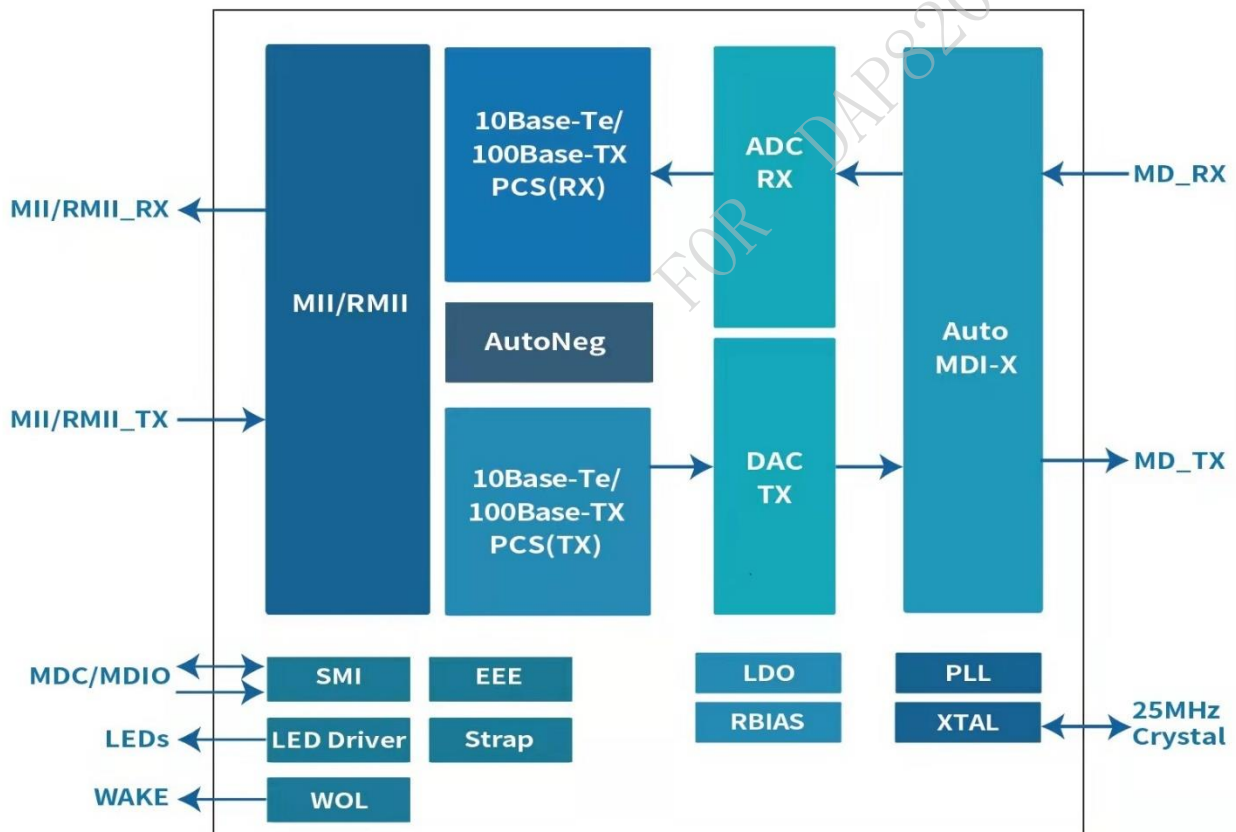 10Base-Te/
100Base-TX
PCS(RX)
ADC
RX
MD_RX
MII/RMII_RX
MII/RMII
AutoNeg
Auto
MDI-X
MII/RMII_TX
10Base-Te/
100Base-TX
PCS(TX)
DAC
TX
MD_TX
MDC/MDIO
SMI
EEE
LDO
PLL
LEDs
LED Driver
Strap
RBIAS
XTAL
25MHz
Crystal
WAKE
WOL
FOR